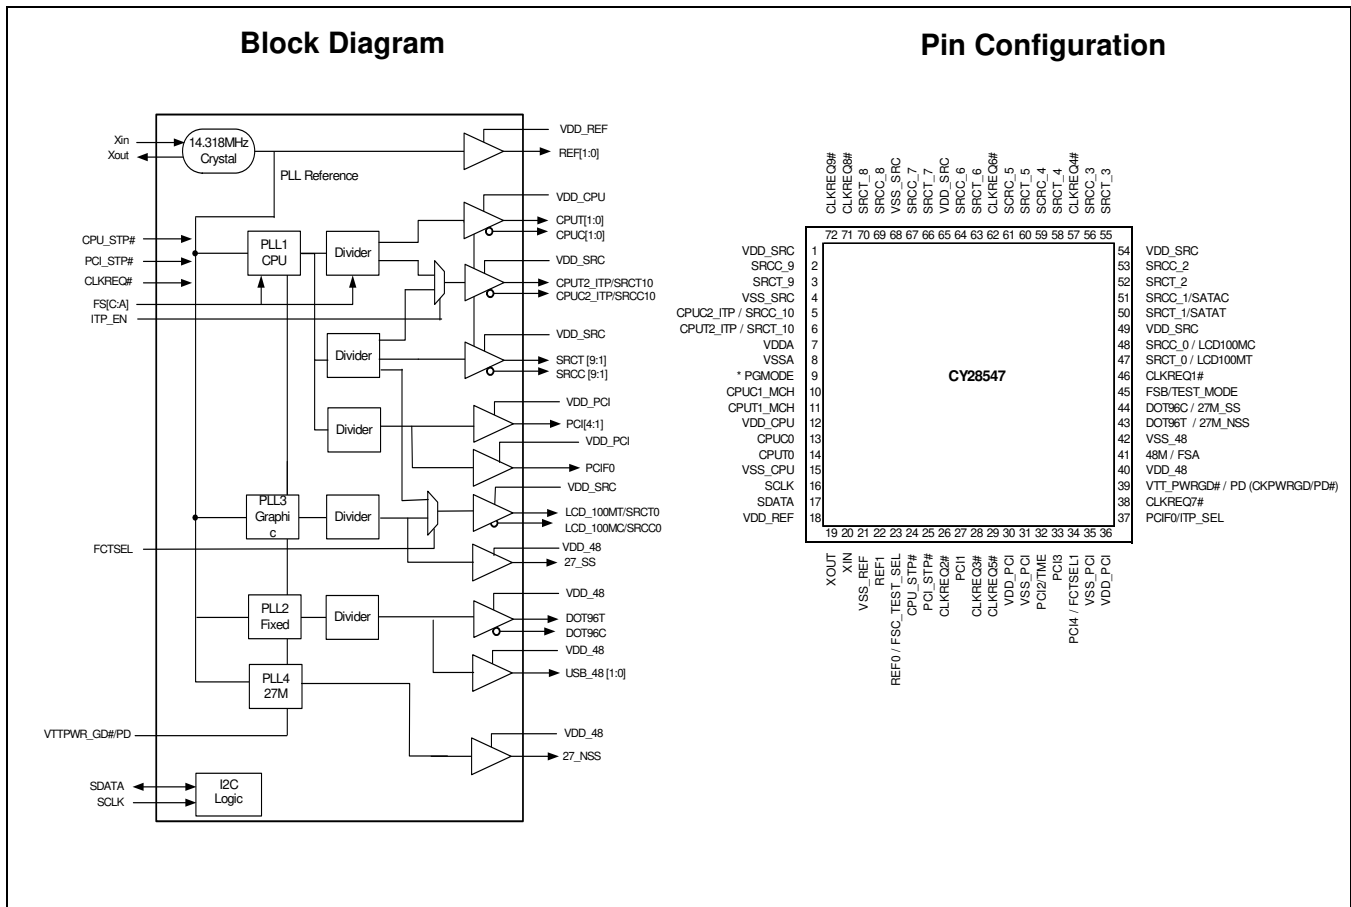 Block Diagram
Xin
Xout
14.318MHz
Crystal
PLL Reference
VDD_REF
REF[1:0]
CPU_STP#
PCI_STP#
CLKREQ#
FS[C:A]
ITP_EN
PLL1
CPU
Divider
VDD_CPU
CPUT[1:0]
CPUC[1:0]
VDD_SRC
CPUT2_ITP/SRCT10
CPUC2_ITP/SRCC10
Divider
VDD_SRC
SRCT [9:1]
SRCC [9:1]
Divider
VDD_PCI
PCI[4:1]
VDD_PCI
PCIF0
PLL3
Graphi
c
Divider
VDD_SRC
LCD_100MT/SRCT0
LCD_100MC/SRCC0
FCTSEL
VDD_48
27_SS
PLL2
Fixed
Divider
VDD_48
DOT96T
DOT96C
VDD_48
USB_48 [1:0]
PLL4
27M
VTTPWR_GD#/PD
VDD_48
27_NSS
SDATA
SCLK
I2C
Logic
Pin Configuration
CLKREQ9#
CLKREQ8#
SRCT_8
SRCC_8
VSS_SRC
SRCC_7
SRCT_7
VDD_SRC
SRCC_6
SRCT_6
CLKREQ6#
SCRC_5
SRCT_5
SCRC_4
SRCT_4
CLKREQ4#
SRCC_3
SRCT_3
72 71 70 69 68 67 66 65 64 63 62 61 60 59 58 57 56 55
VDD_SRC 1
SRCC_9 2
SRCT_9 3
VSS_SRC 4
CPUC2_ITP / SRCC_10 5
CPUT2_ITP / SRCT_10 6
VDDA 7
VSSA 8
* PGMODE 9
CPUC1_MCH 10
CPUT1_MCH 11
VDD_CPU 12
CPUC0 13
CPUT0 14
VSS_CPU 15
SCLK 16
SDATA 17
VDD_REF 18
CY28547
54 VDD_SRC
53 SRCC_2
52 SRCT_2
51 SRCC_1/SATAC
50 SRCT_1/SATAT
49 VDD_SRC
48 SRCC_0 / LCD100MC
47 SRCT_0 / LCD100MT
46 CLKREQ1#
45 FSB/TEST_MODE
44 DOT96C / 27M_SS
43 DOT96T / 27M_NSS
42 VSS_48
41 48M / FSA
40 VDD_48
39 VTT_PWRGD# / PD (CKPWRGD/PD#)
38 CLKREQ7#
37 PCIF0/ITP_SEL
19 20 21 22 23 24 25 26 27 28 29 30 31 32 33 34 35 36
XOUT
XIN
VSS_REF
REF1
REF0 / FSC_TEST_SEL
CPU_STP#
PCI_STP#
CLKREQ2#
PCI1
CLKREQ3#
CLKREQ5#
VDD_PCI
VSS_PCI
PCI2/TME
PCI3
PCI4 / FCTSEL1
VSS_PCI
VDD_PCI